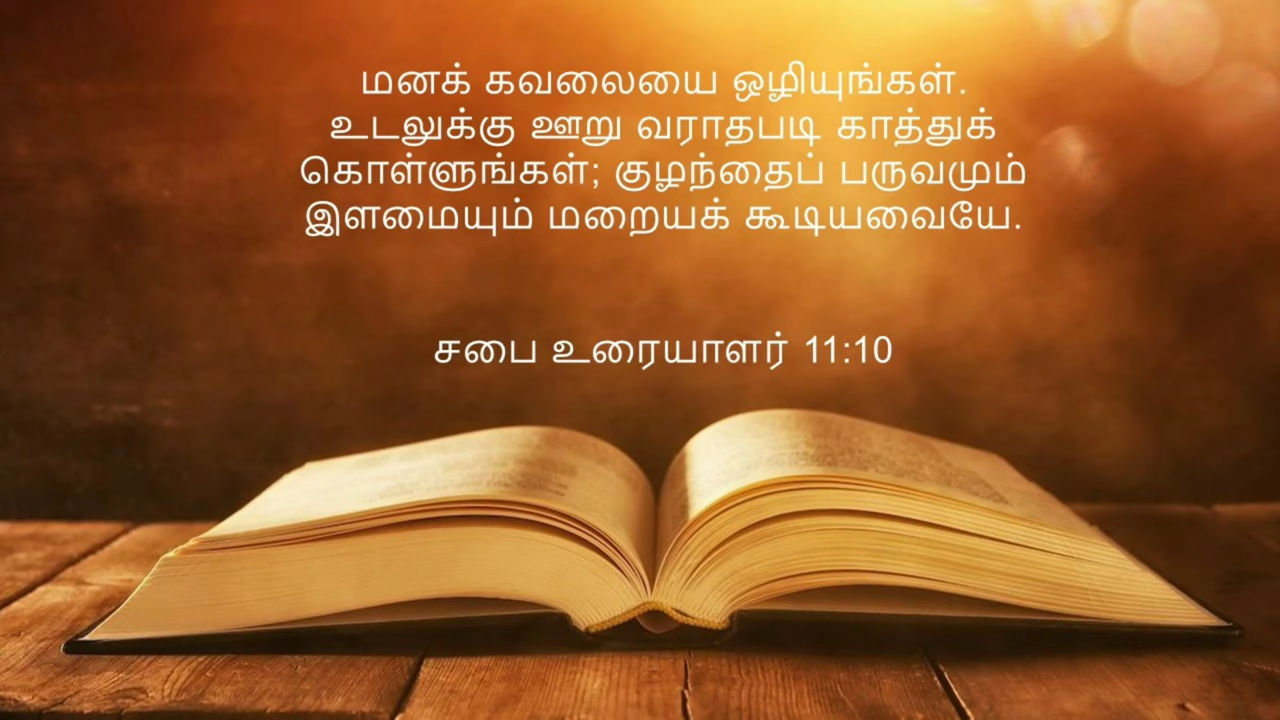 மனக் கவலையை ஒழியுங்கள்.
உடலுக்கு ஊறு வராதபடி காத்துக்
கொள்ளுங்கள்; குழந்தைப் பருவமும்
இளமையும் மறையக் கூடியவையே.
சபை உரையாளர் 11:10